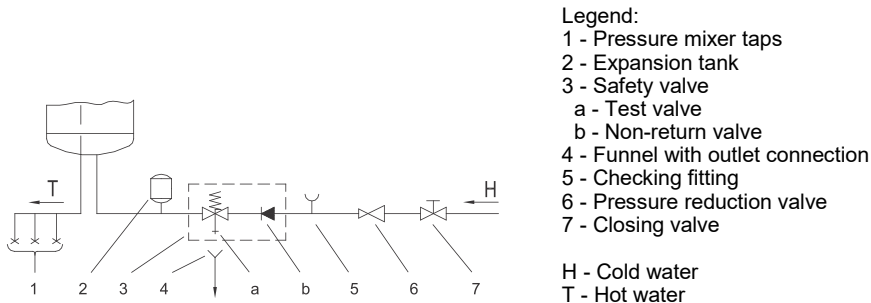 Legend:
1 - Pressure mixer taps
2 - Expansion tank
3 - Safety valve
a - Test valve
b - Non-return valve
4 - Funnel with outlet connection
5 - Checking fitting
6 - Pressure reduction valve
7 - Closing valve
H - Cold water
T - Hot water
T
H
1 2 3 4 a b 5 6 7